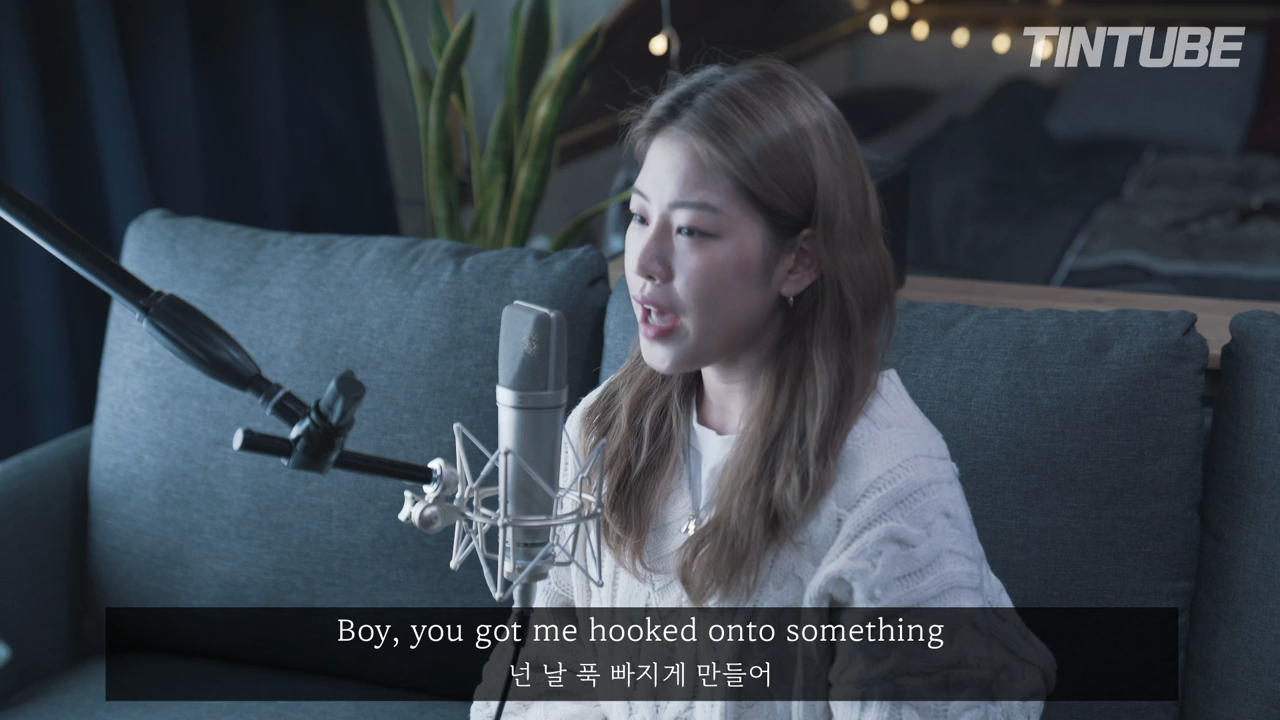 TINTUBE
Boy, you got me hooked onto something
넌 날 푹 빠지게 만들어